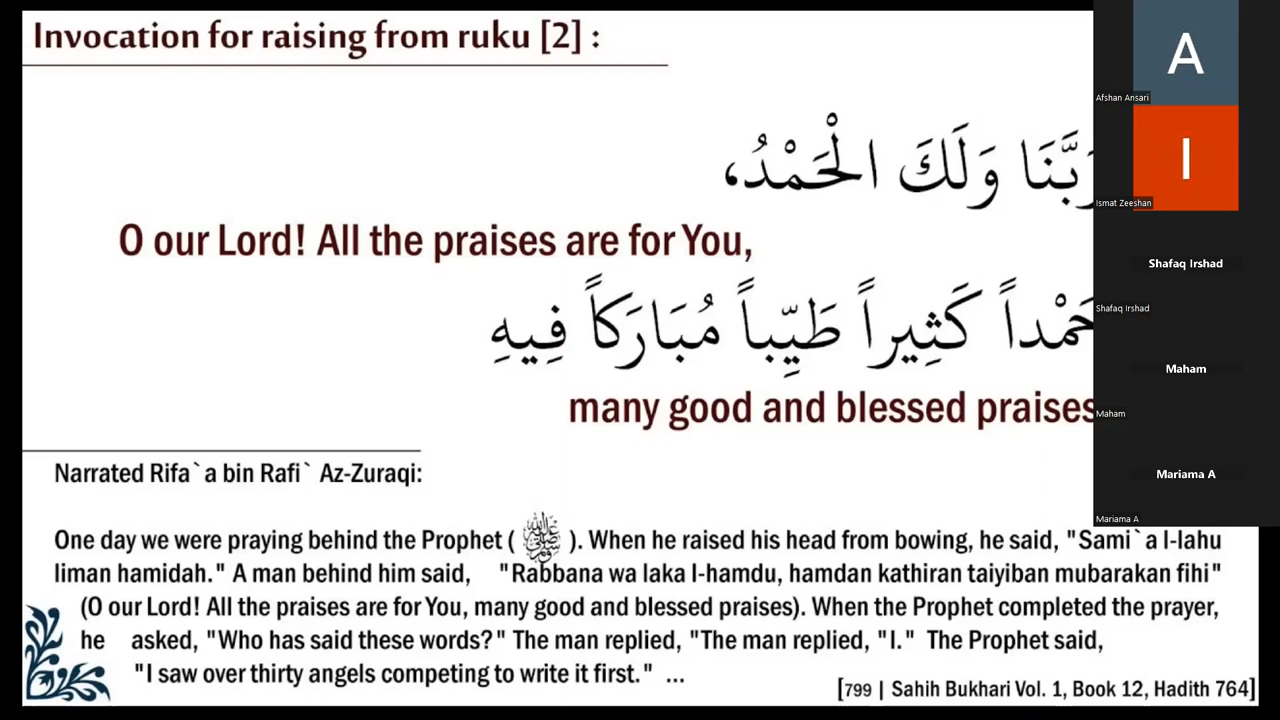 Invocation for raising from ruku [2] :
رَبَّنَا وَلَكَ الْحَمْدُ،
O our Lord! All the praises are for You,
حَمْداً كَثِيراً طَيِّباً مُبَارَكاً فِيهِ
many good and blessed praises
Narrated Rifa`a bin Rafi` Az-Zuraqi:
One day we were praying behind the Prophet ( ﷺ ). When he raised his head from bowing, he said, "Sami`a l-lahu
liman hamidah." A man behind him said, "Rabbana wa laka l-hamdu, hamdan kathiran taiyiban mubarakan fihi"
(O our Lord! All the praises are for You, many good and blessed praises). When the Prophet completed the prayer,
he asked, "Who has said these words?" The man replied, "The man replied, "I." The Prophet said,
"I saw over thirty angels competing to write it first." ...
[799 | Sahih Bukhari Vol. 1, Book 12, Hadith 764]
A
Afshan Ansari
I
Ismat Zeeshan
Shafaq Irshad
Shafaq Irshad
Maham
Maham
Mariama A
Mariama A